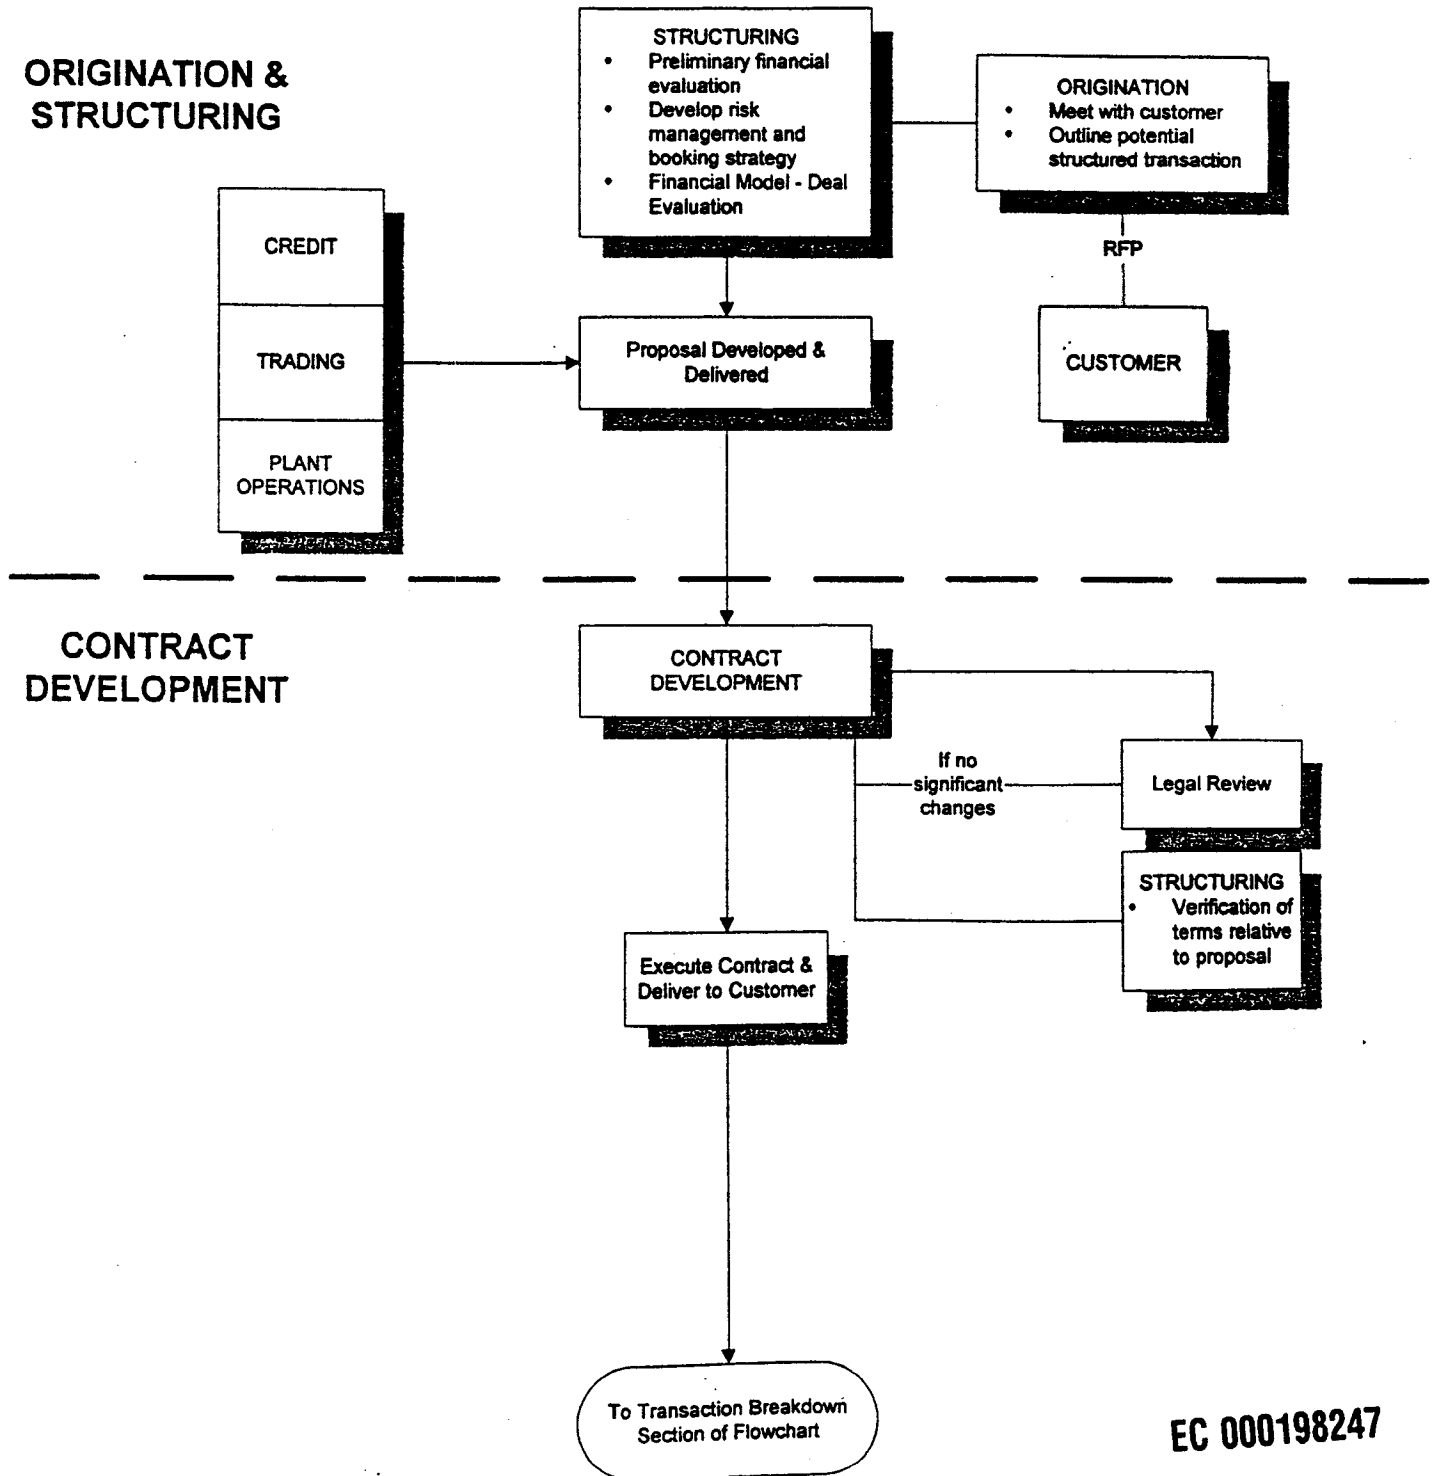 ORIGINATION &
STRUCTURING
STRUCTURING
• Preliminary financial
evaluation
• Develop risk
management and
booking strategy
• Financial Model - Deal
Evaluation
ORIGINATION
• Meet with customer
• Outline potential
structured transaction
RFP
CUSTOMER
CREDIT
TRADING
PLANT
OPERATIONS
Proposal Developed &
Delivered
CONTRACT
DEVELOPMENT
CONTRACT
DEVELOPMENT
If no
significant
changes
Legal Review
STRUCTURING
• Verification of
terms relative
to proposal
Execute Contract &
Deliver to Customer
To Transaction Breakdown
Section of Flowchart
EC 000198247